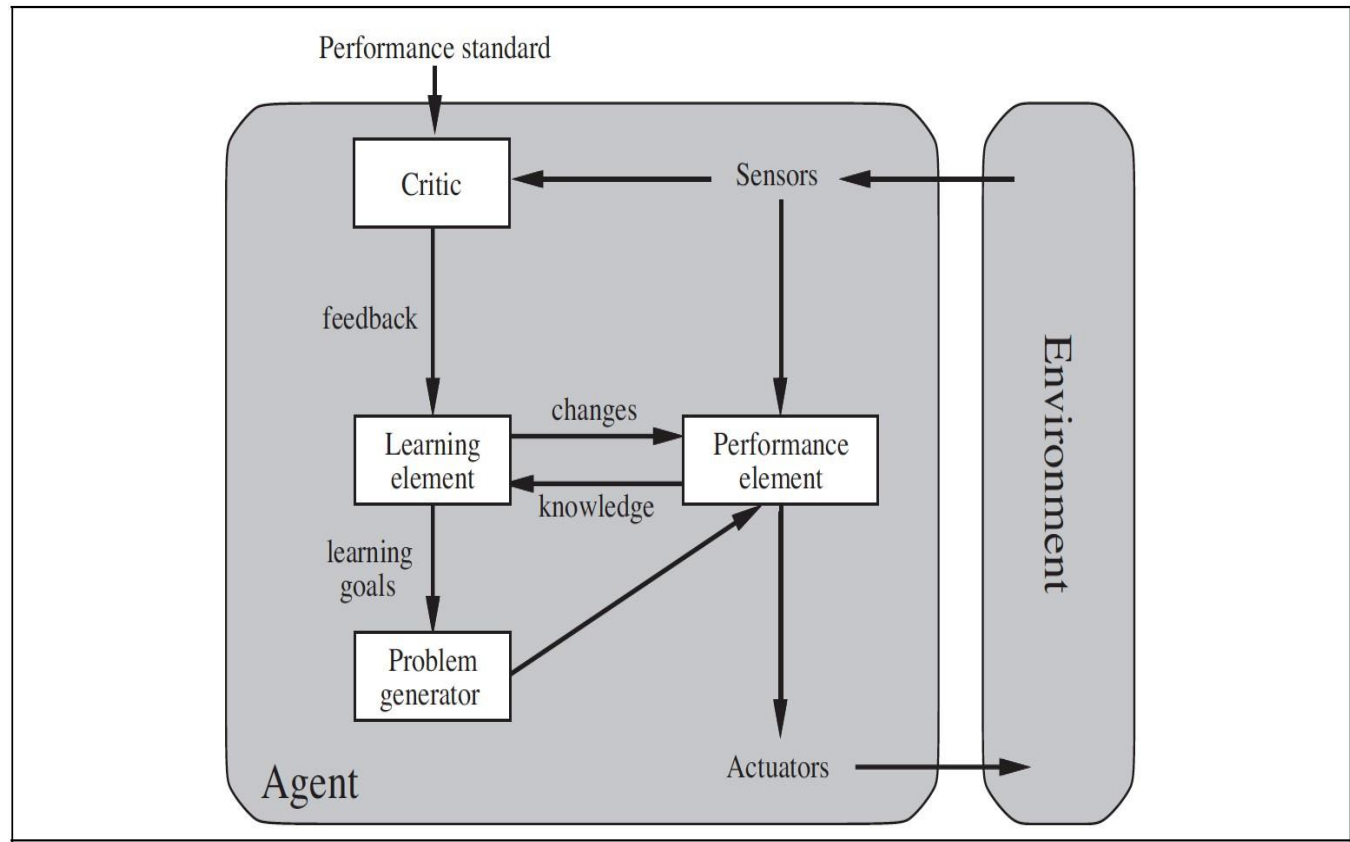 Performance standard
Critic
Sensors
feedback
changes
Learning
element
Performance
element
knowledge
learning
goals
Problem
generator
Actuators
Agent
Environment